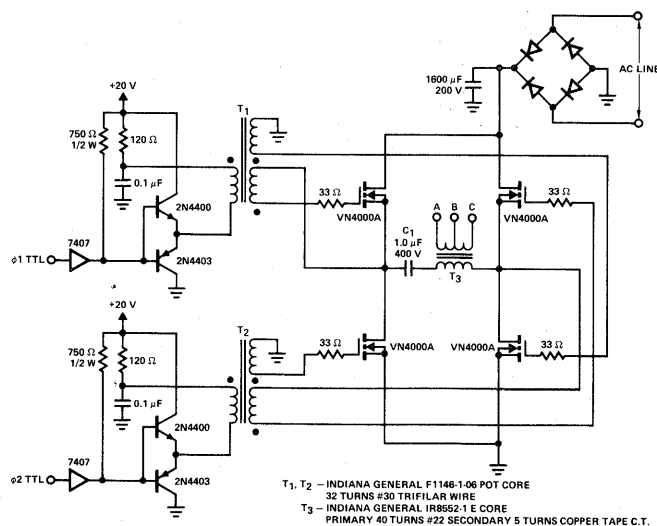 AC LINE
1600 μF
200 V
+20 V
T1
750 Ω
1/2 W
120 Ω
0.1 μF
2N4400
33 Ω
VN4000A
33 Ω
VN4000A
A B C
C1
1.0 μF
400 V
T3
7407
2N4403
φ1 TTL
+20 V
T2
750 Ω
1/2 W
120 Ω
0.1 μF
2N4400
33 Ω
VN4000A
VN4000A
33 Ω
7407
2N4403
φ2 TTL
T1, T2 – INDIANA GENERAL F1146-1-06 POT CORE
32 TURNS #30 TRIFILAR WIRE
T3 – INDIANA GENERAL IR8552-1 E CORE
PRIMARY 40 TURNS #22 SECONDARY 5 TURNS COPPER TAPE C.T.